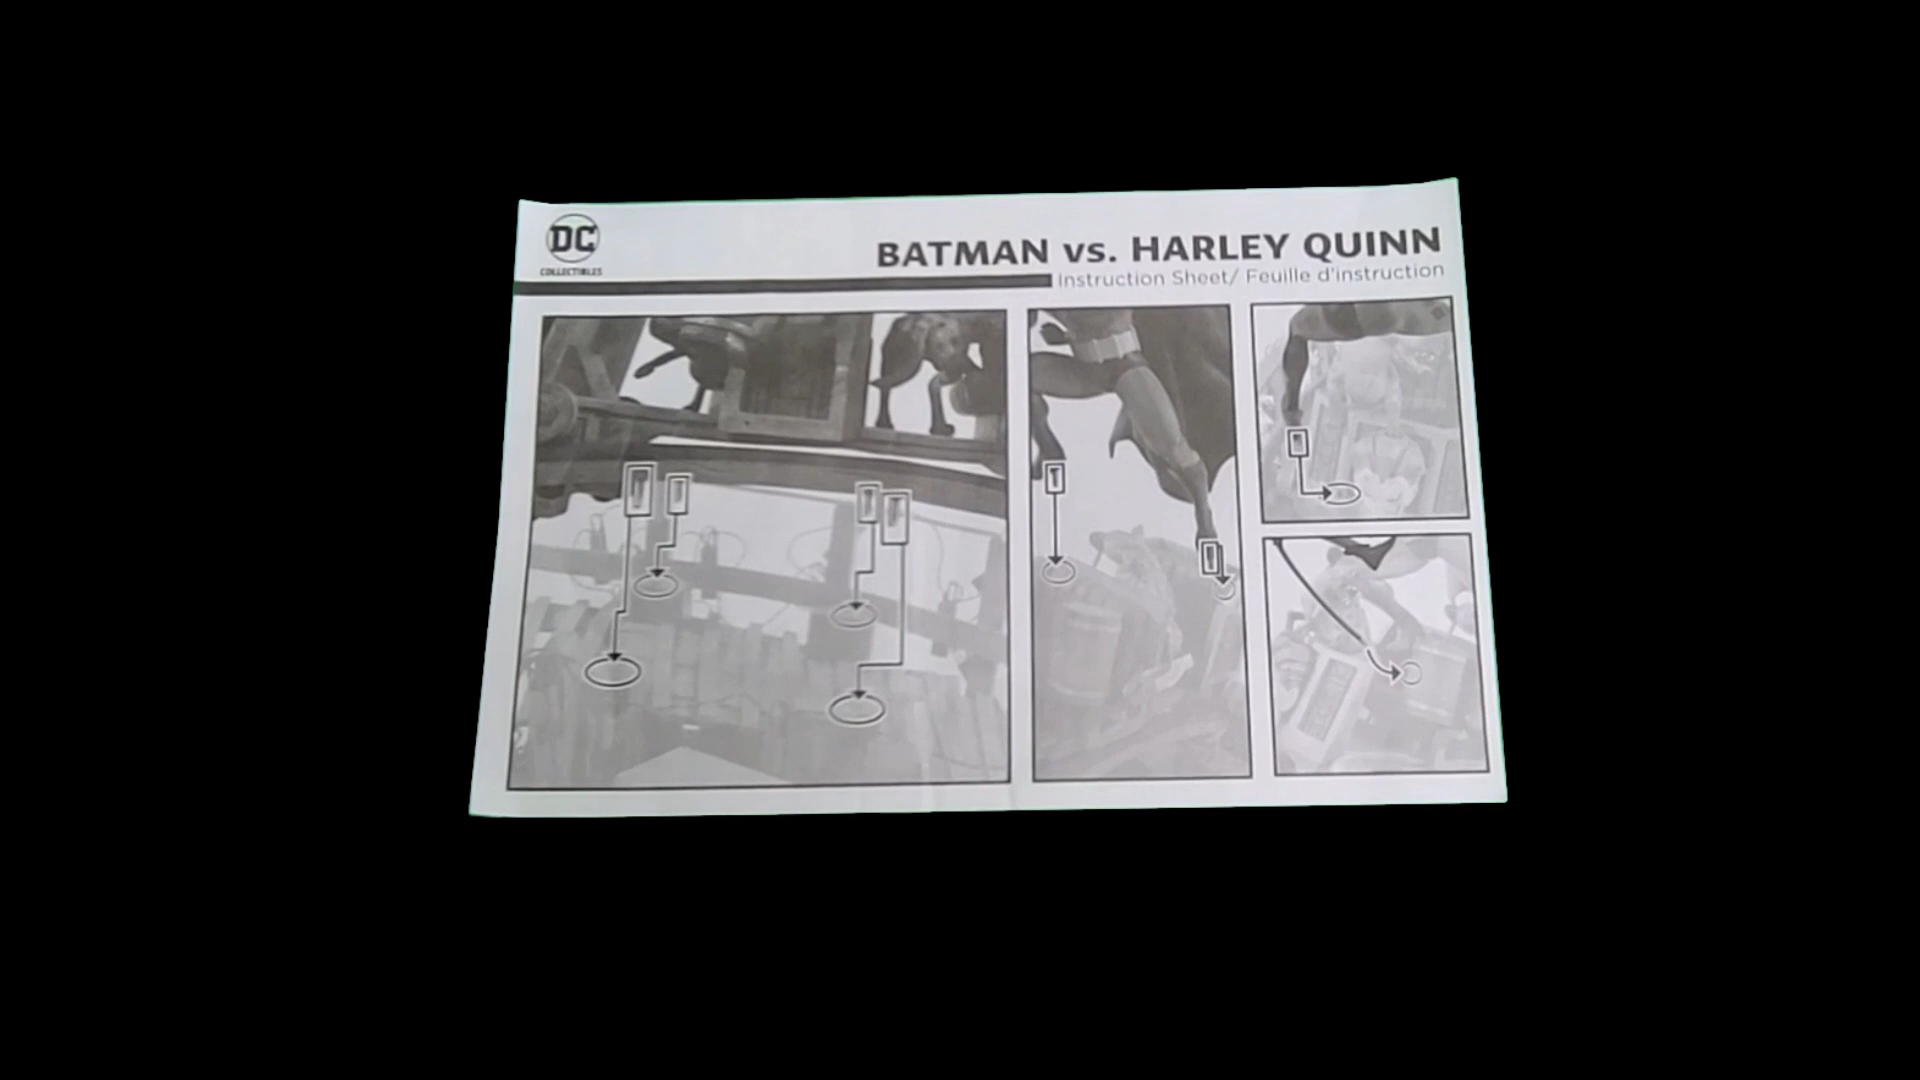 DC
COLLECTIBLES
BATMAN vs. HARLEY QUINN
Instruction Sheet/ Feuille d'instruction